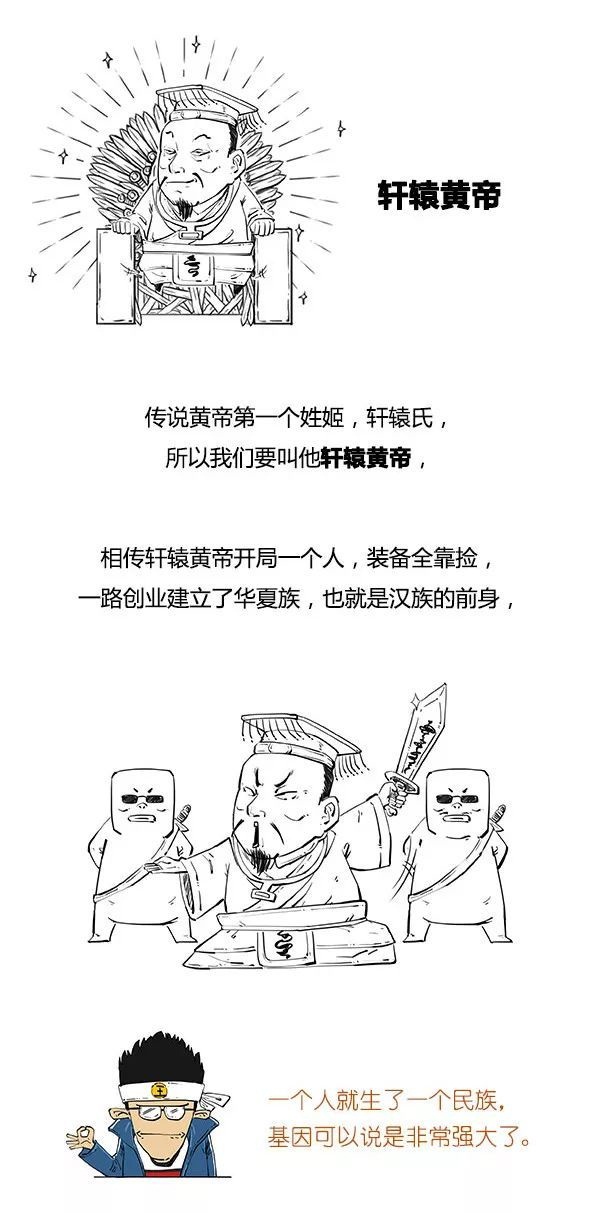 轩辕黄帝
传说黄帝第一个姓姬，轩辕氏，
所以我们要叫他轩辕黄帝，
相传轩辕黄帝开局一个人，装备全靠捡，
一路创业建立了华夏族，也就是汉族的前身，
一个人就生了一个民族，
基因可以说是非常强大了。